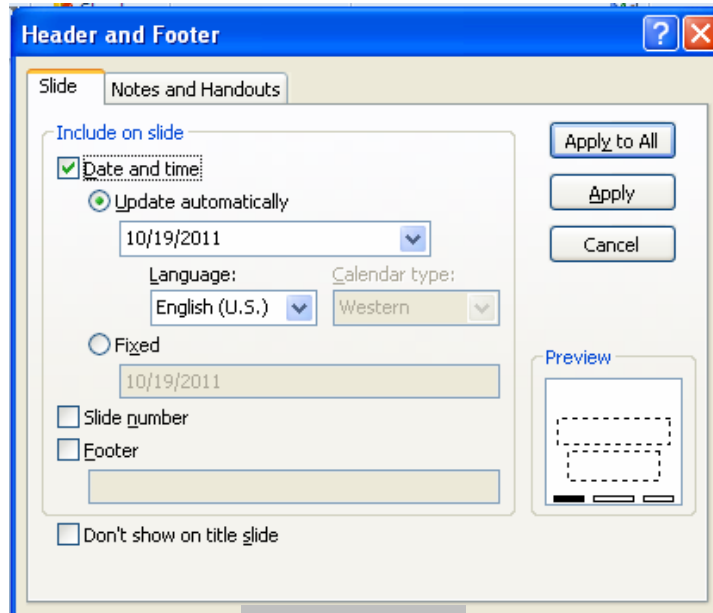 Header and Footer
Slide
Notes and Handouts
Include on slide
Date and time
Update automatically
10/19/2011
Language:
Calendar type:
English (U.S.)
Western
Fixed
10/19/2011
Slide number
Footer
Don't show on title slide
Apply to All
Apply
Cancel
Preview